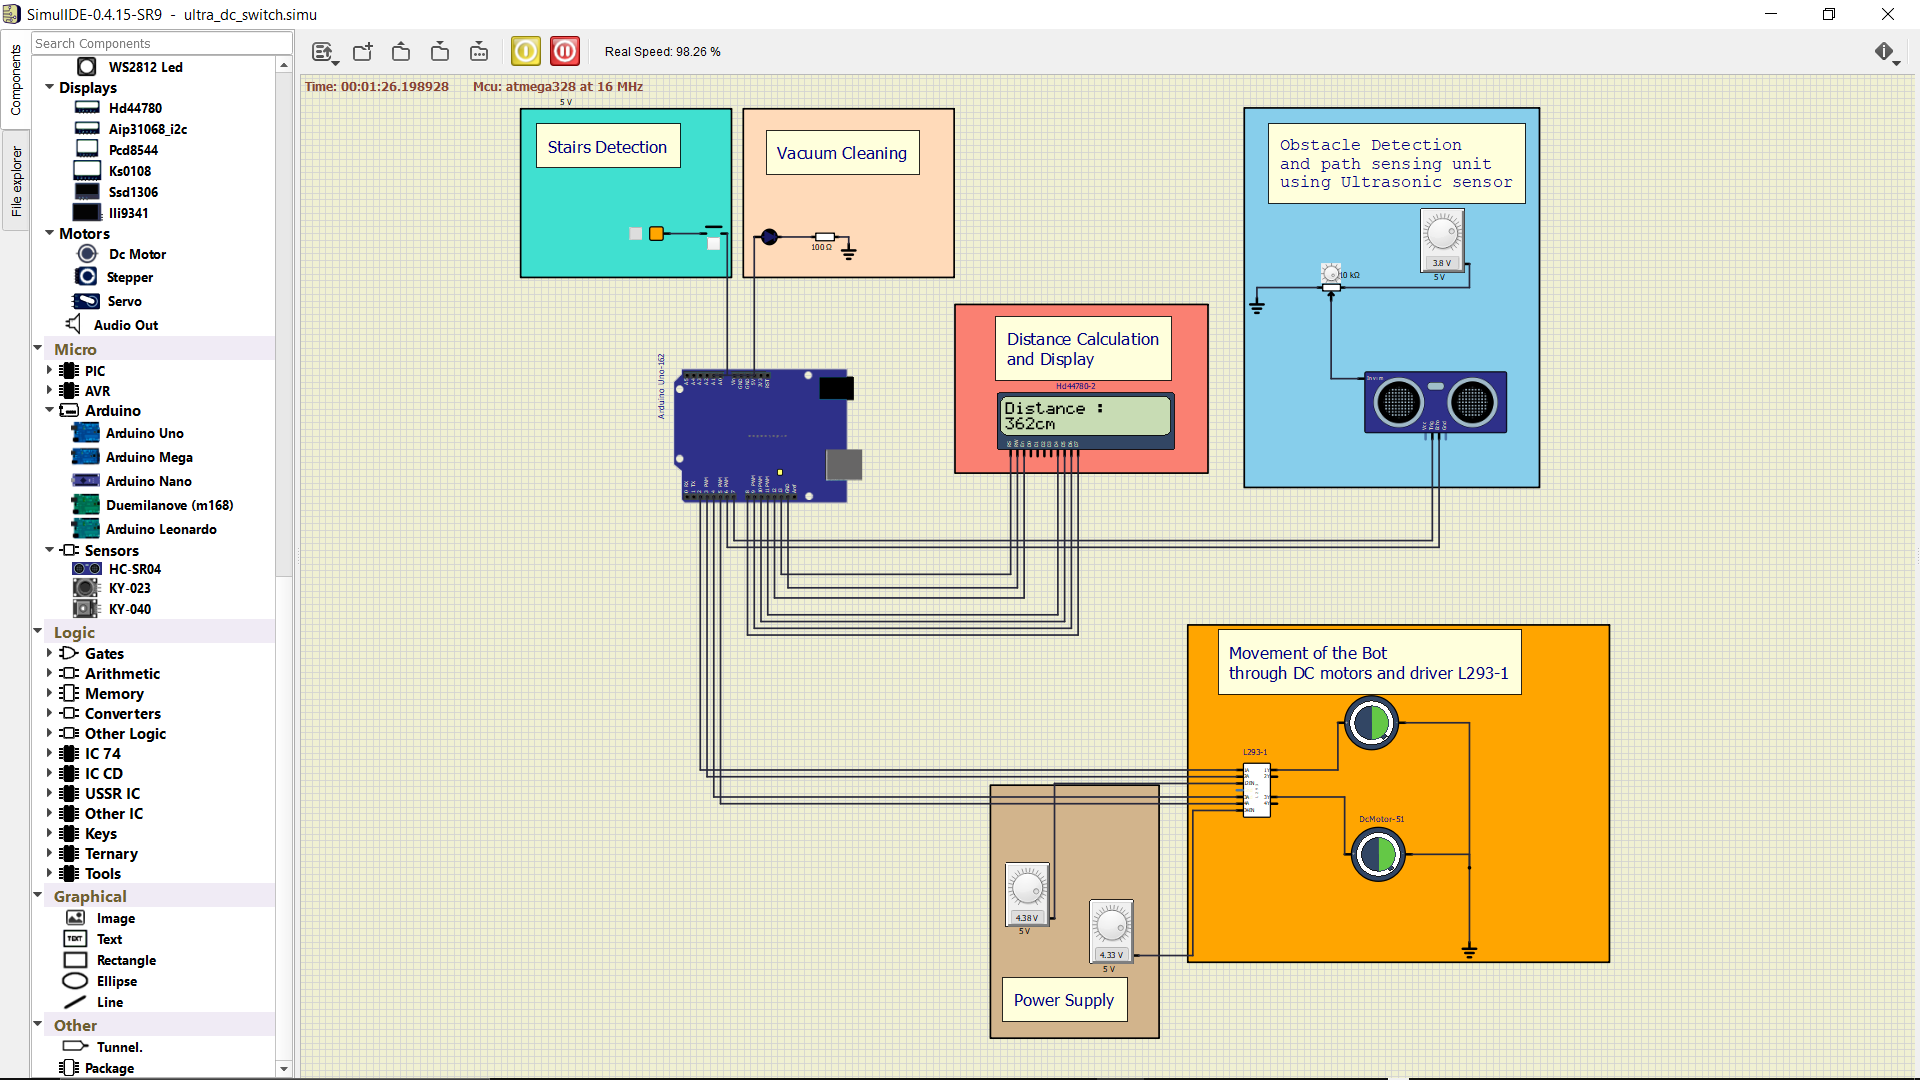 SimulIDE-0.4.15-SR9 - ultra_dc_switch.simu
Components
File explorer
Search Components
WS2812 Led
Displays
Hd44780
Aip31068_i2c
Pcd8544
Ks0108
Ssd1306
Ili9341
Motors
Dc Motor
Stepper
Servo
Audio Out
Micro
PIC
AVR
Arduino
Arduino Uno
Arduino Mega
Arduino Nano
Duemilanove (m168)
Arduino Leonardo
Sensors
HC-SR04
KY-023
KY-040
Logic
Gates
Arithmetic
Memory
Converters
Other Logic
IC 74
IC CD
USSR IC
Other IC
Keys
Ternary
Tools
Graphical
Image
TEXT Text
Rectangle
Ellipse
Line
Other
Tunnel.
Package
Real Speed: 98.26 %
Time: 00:01:26.198928 Mcu: atmega328 at 16 MHz
5 V
Stairs Detection
Vacuum Cleaning
100 Ω
Obstacle Detection
and path sensing unit
using Ultrasonic sensor
3.8 V
5 V
10 kΩ
Arduino Uno-162
Distance Calculation
and Display
Hd44780-2
Distance :
362cm
Movement of the Bot
through DC motors and driver L293-1
L293-1
DcMotor-51
4.38 V
5 V
4.33 V
5 V
Power Supply